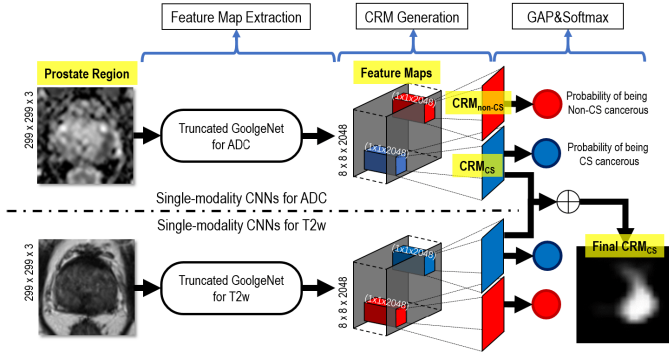 Feature Map Extraction
CRM Generation
GAP&Softmax
Prostate Region
299 x 299 x 3
Truncated GoolgeNet
for ADC
Feature Maps
8 x 8 x 2048
(1x1x2048)
(1x1x2048)
CRMnon-CS
CRMCS
Probability of being
Non-CS cancerous
Probability of being
CS cancerous
Single-modality CNNs for ADC
Single-modality CNNs for T2w
299 x 299 x 3
Truncated GoolgeNet
for T2w
8 x 8 x 2048
(1x1x2048)
(1x1x2048)
Final CRMCS